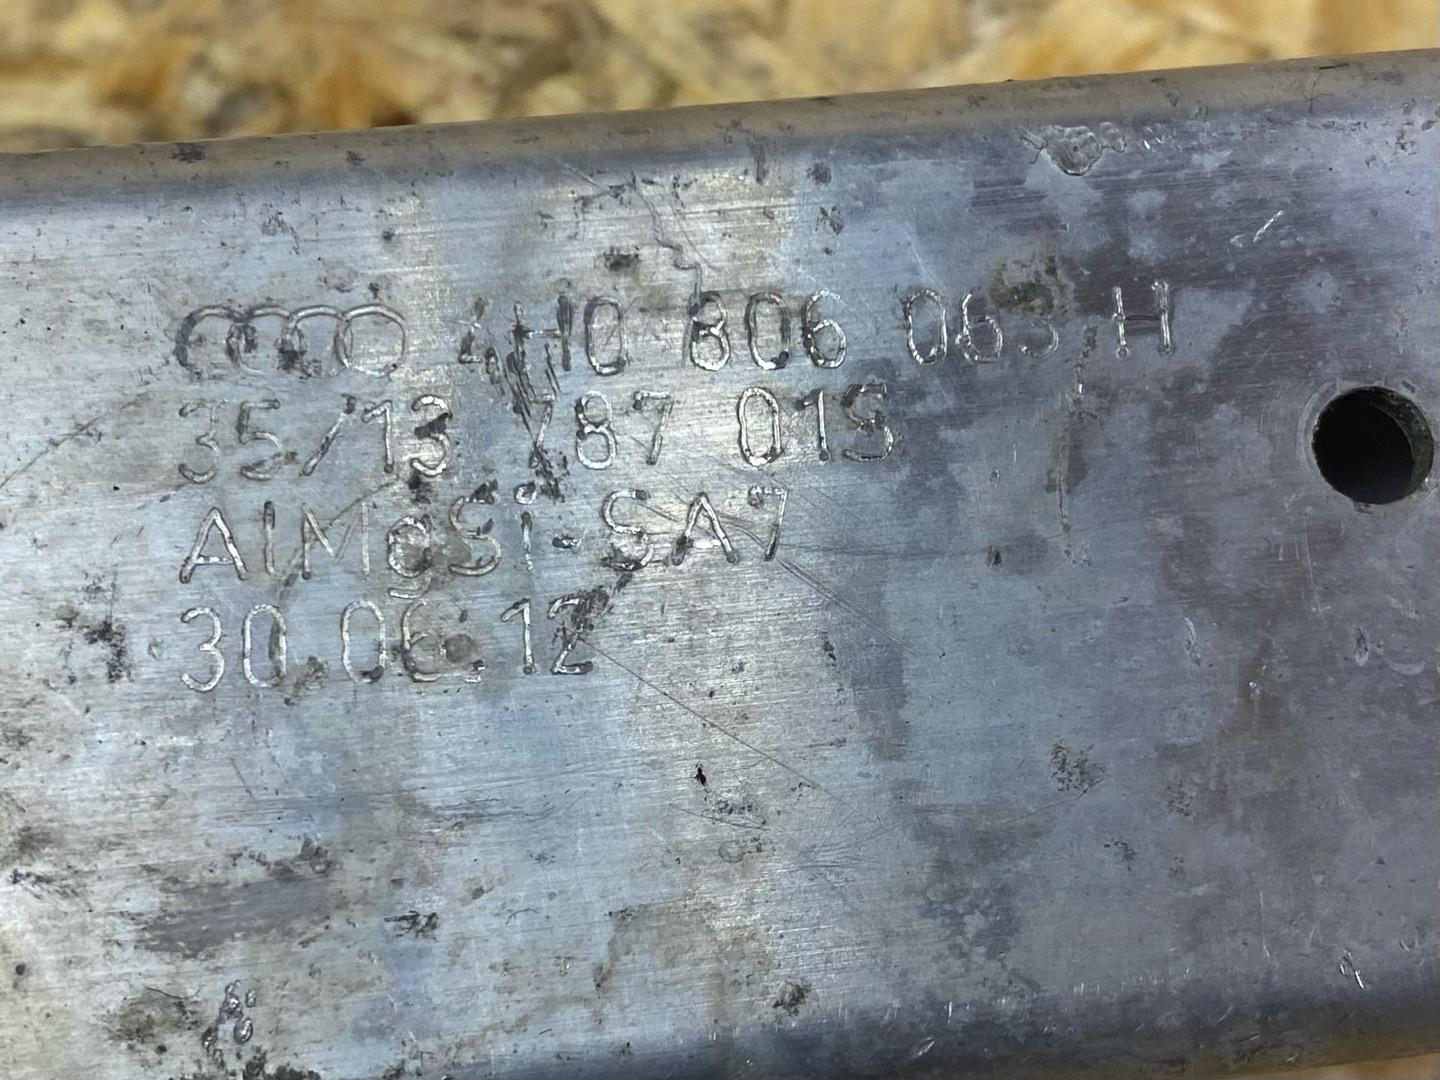 4H0 806 063 H
35/13 787 01S
AlMgSi-SA7
30.06.12